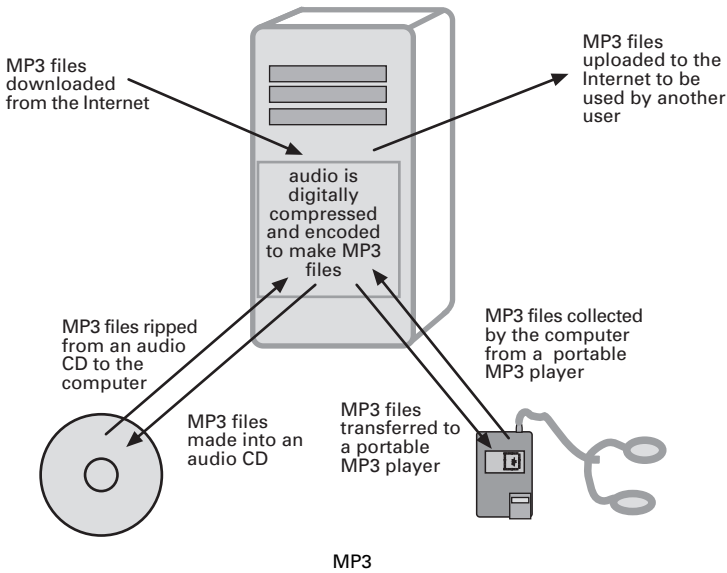 MP3 files
downloaded
from the Internet
MP3 files
uploaded to the
Internet to be
used by another
user
audio is
digitally
compressed
and encoded
to make MP3
files
MP3 files ripped
from an audio
CD to the
computer
MP3 files
made into an
audio CD
MP3 files
transferred to
a portable
MP3 player
MP3 files collected
by the computer
from a portable
MP3 player
MP3